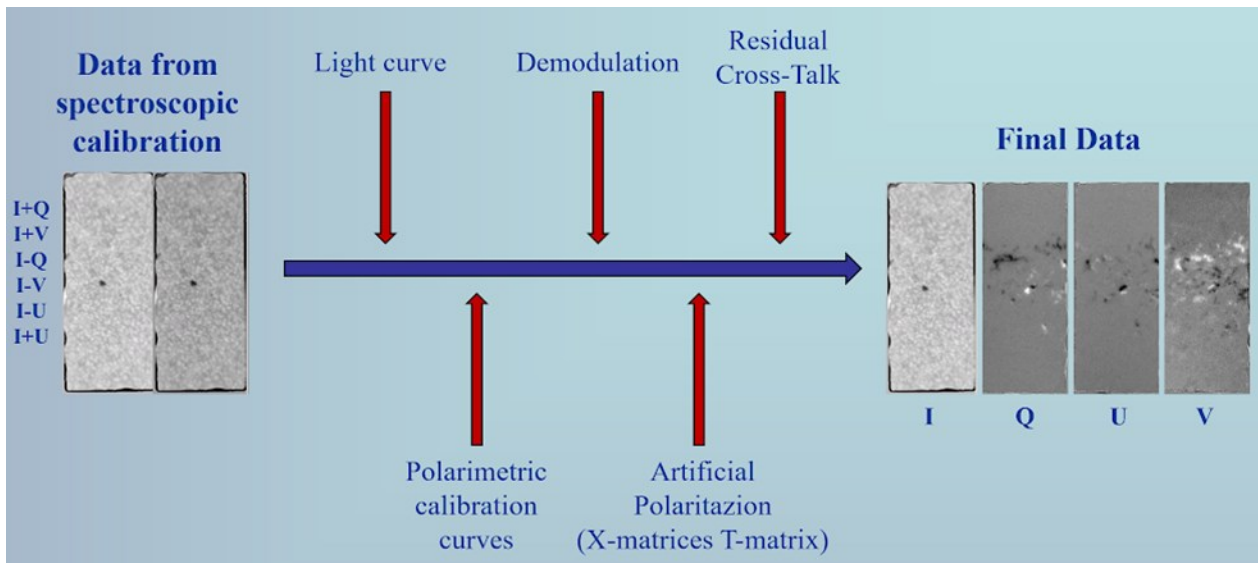 Data from
spectroscopic
calibration
I+Q
I+V
I-Q
I-V
I-U
I+U
Light curve
Demodulation
Residual
Cross-Talk
Polarimetric
calibration
curves
Artificial
Polaritazion
(X-matrices T-matrix)
Final Data
I
Q
U
V